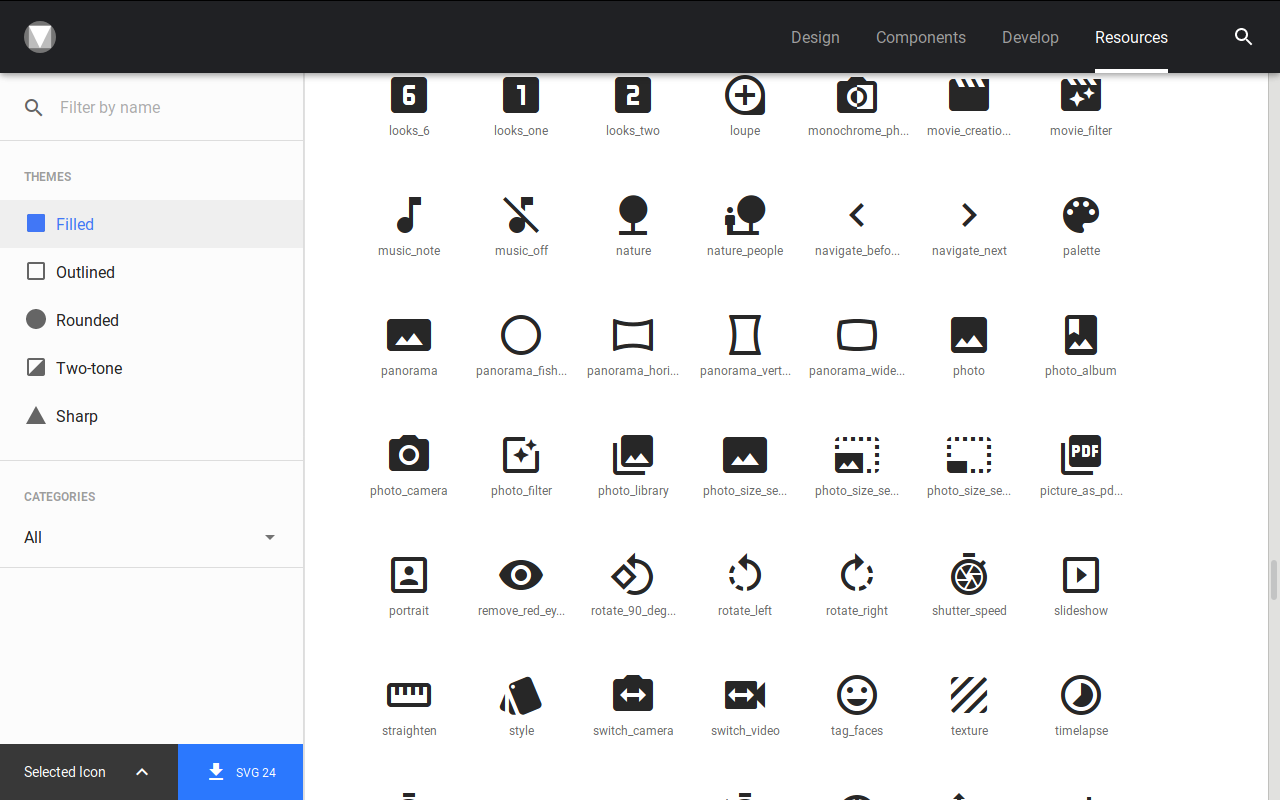 Design
Components
Develop
Resources
Filter by name
THEMES
Filled
Outlined
Rounded
Two-tone
Sharp
CATEGORIES
All
Selected Icon
SVG 24
6 1 2
looks_6 looks_one looks_two loupe monochrome_ph... movie_creatio... movie_filter
music_note music_off nature nature_people navigate_befo... navigate_next palette
panorama panorama_fish... panorama_hori... panorama_vert... panorama_wide... photo photo_album
PDF
photo_camera photo_filter photo_library photo_size_se... photo_size_se... photo_size_se... picture_as_pd...
portrait remove_red_ey... rotate_90_deg... rotate_left rotate_right shutter_speed slideshow
straighten style switch_camera switch_video tag_faces texture timelapse